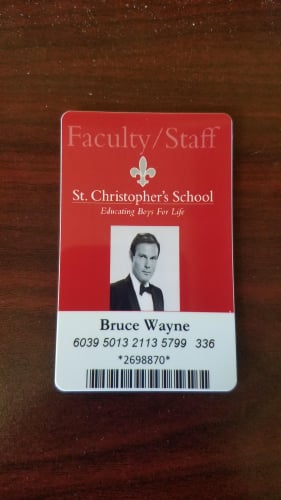 Faculty/Staff
St. Christopher's School
Educating Boys For Life
Bruce Wayne
6039 5013 2113 5799 336
*2698870*